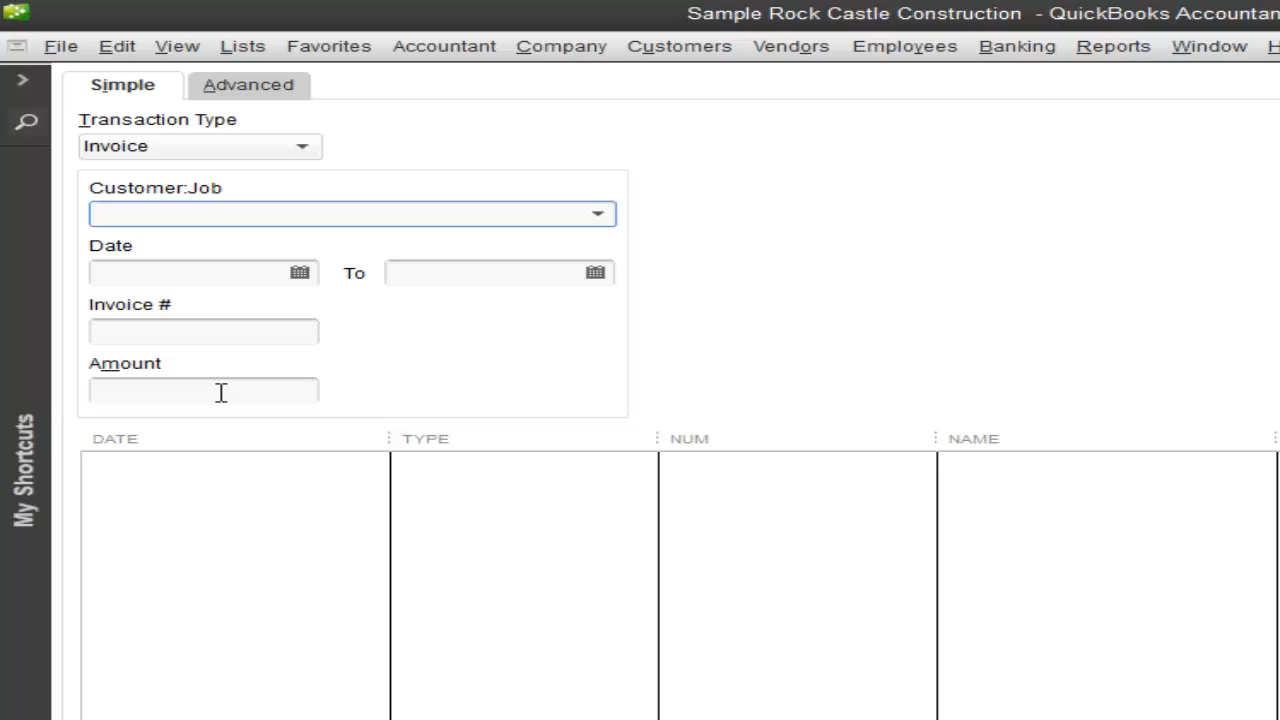 Sample Rock Castle Construction - QuickBooks Accountan
File Edit View Lists Favorites Accountant Company Customers Vendors Employees Banking Reports Window H
Simple Advanced
Transaction Type
Invoice
Customer:Job
Date
To
Invoice #
Amount
DATE TYPE NUM NAME
My Shortcuts